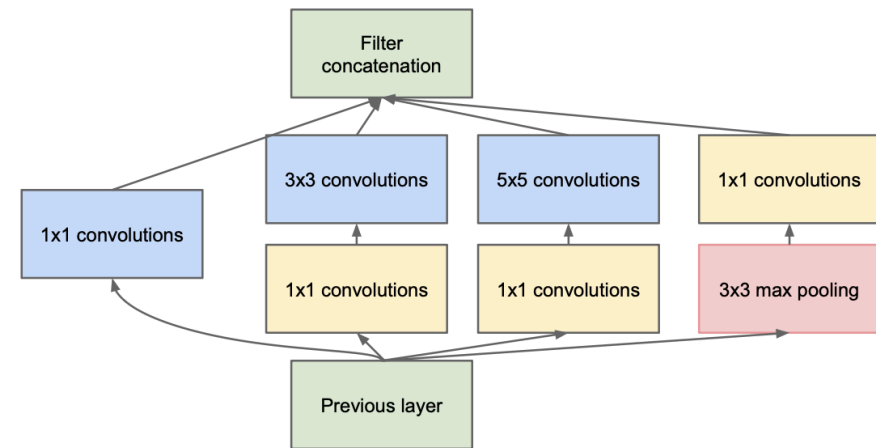 Filter
concatenation
3x3 convolutions
5x5 convolutions
1x1 convolutions
1x1 convolutions
1x1 convolutions
1x1 convolutions
3x3 max pooling
Previous layer